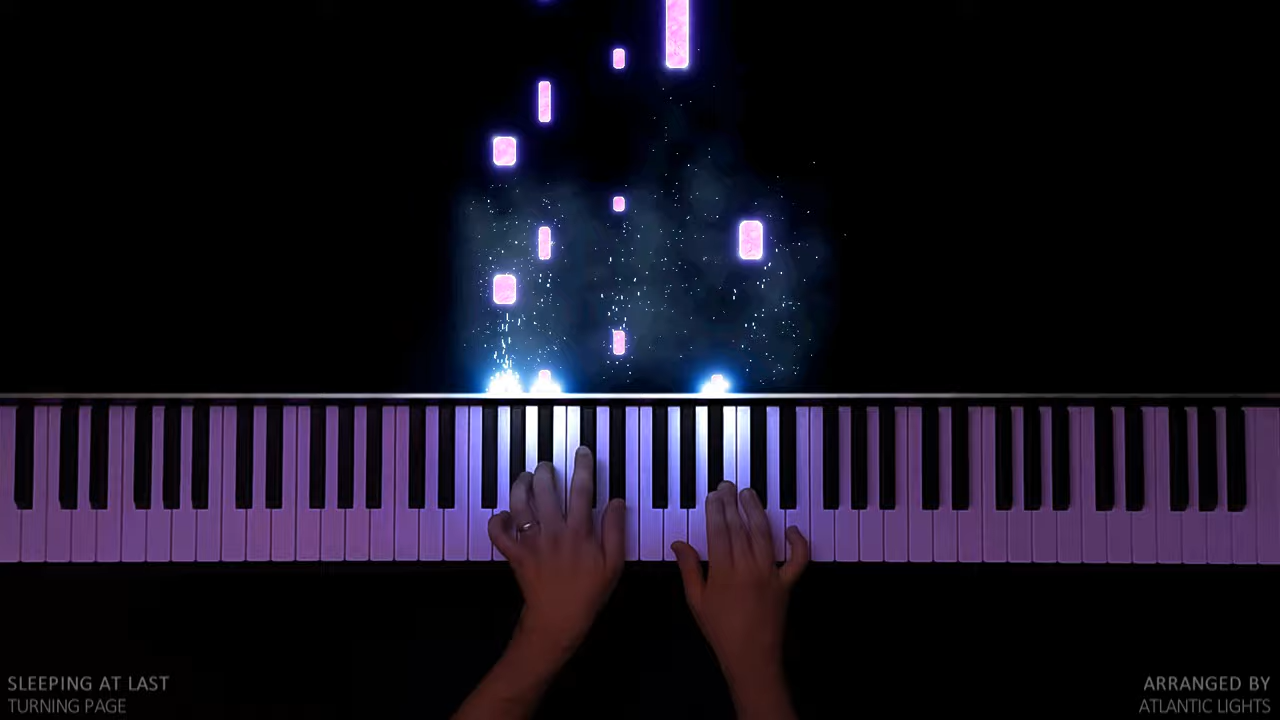 SLEEPING AT LAST
TURNING PAGE
ARRANGED BY
ATLANTIC LIGHTS